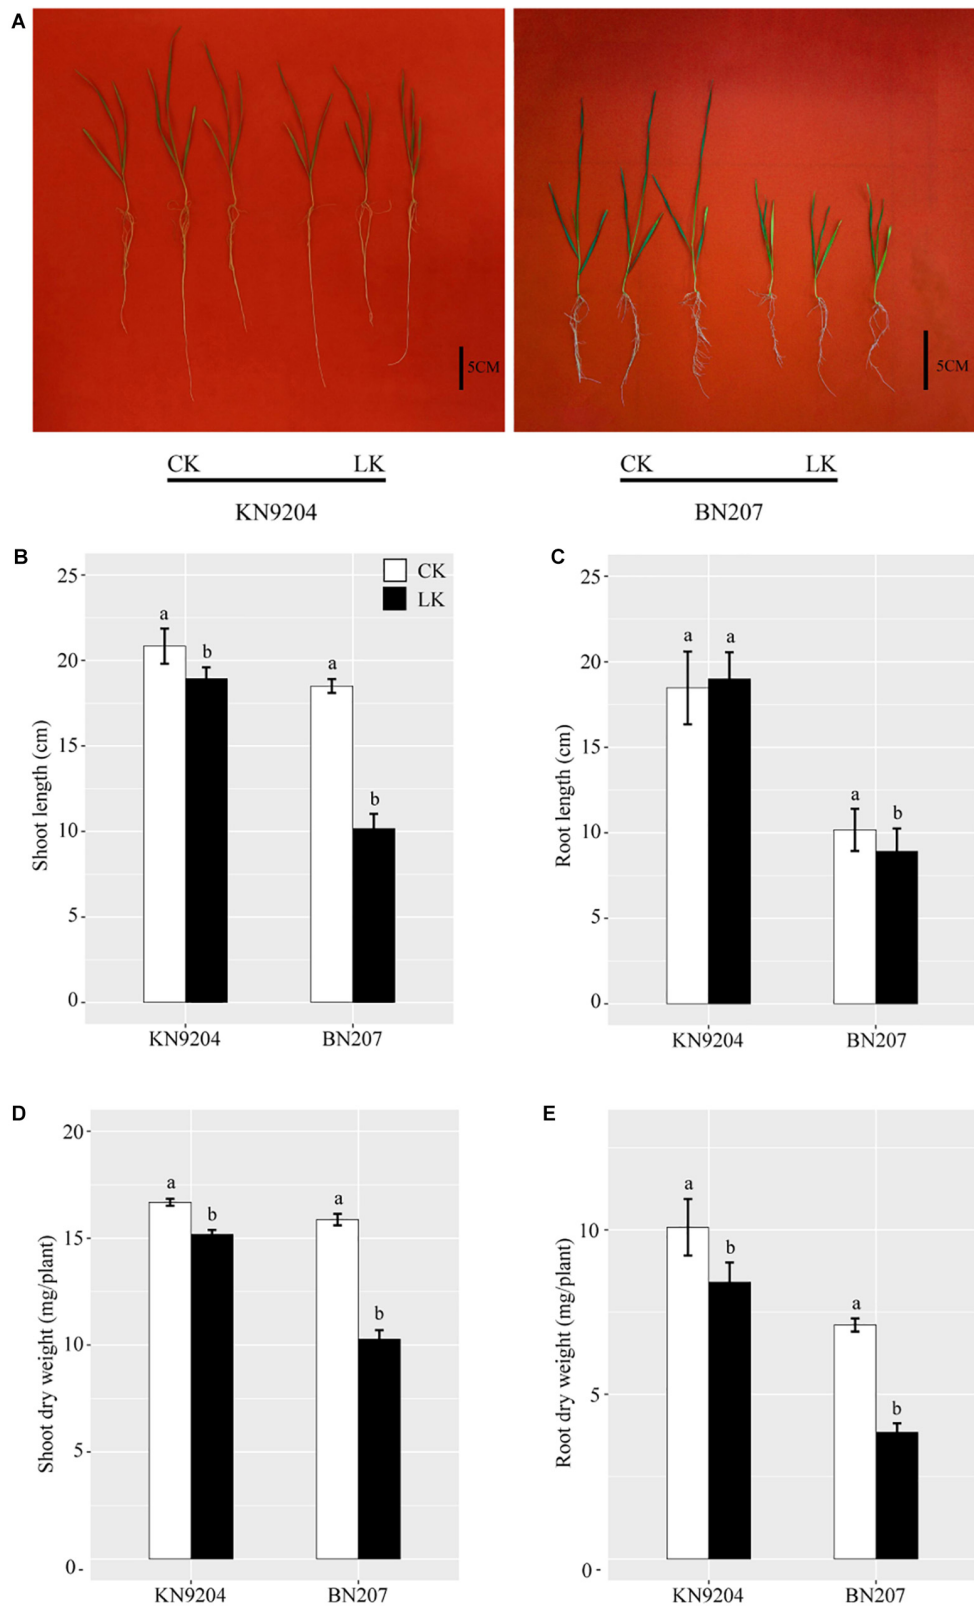 A
5CM
5CM
CK LK
KN9204
CK LK
BN207
B
CK
LK
25
20
15
10
5
0
Shoot length (cm)
a
b
a
b
KN9204
BN207
C
25
20
15
10
5
0
Root length (cm)
a
a
a
b
KN9204
BN207
D
20
15
10
5
0
Shoot dry weight (mg/plant)
a
b
a
b
KN9204
BN207
E
10
5
0
Root dry weight (mg/plant)
a
b
a
b
KN9204
BN207